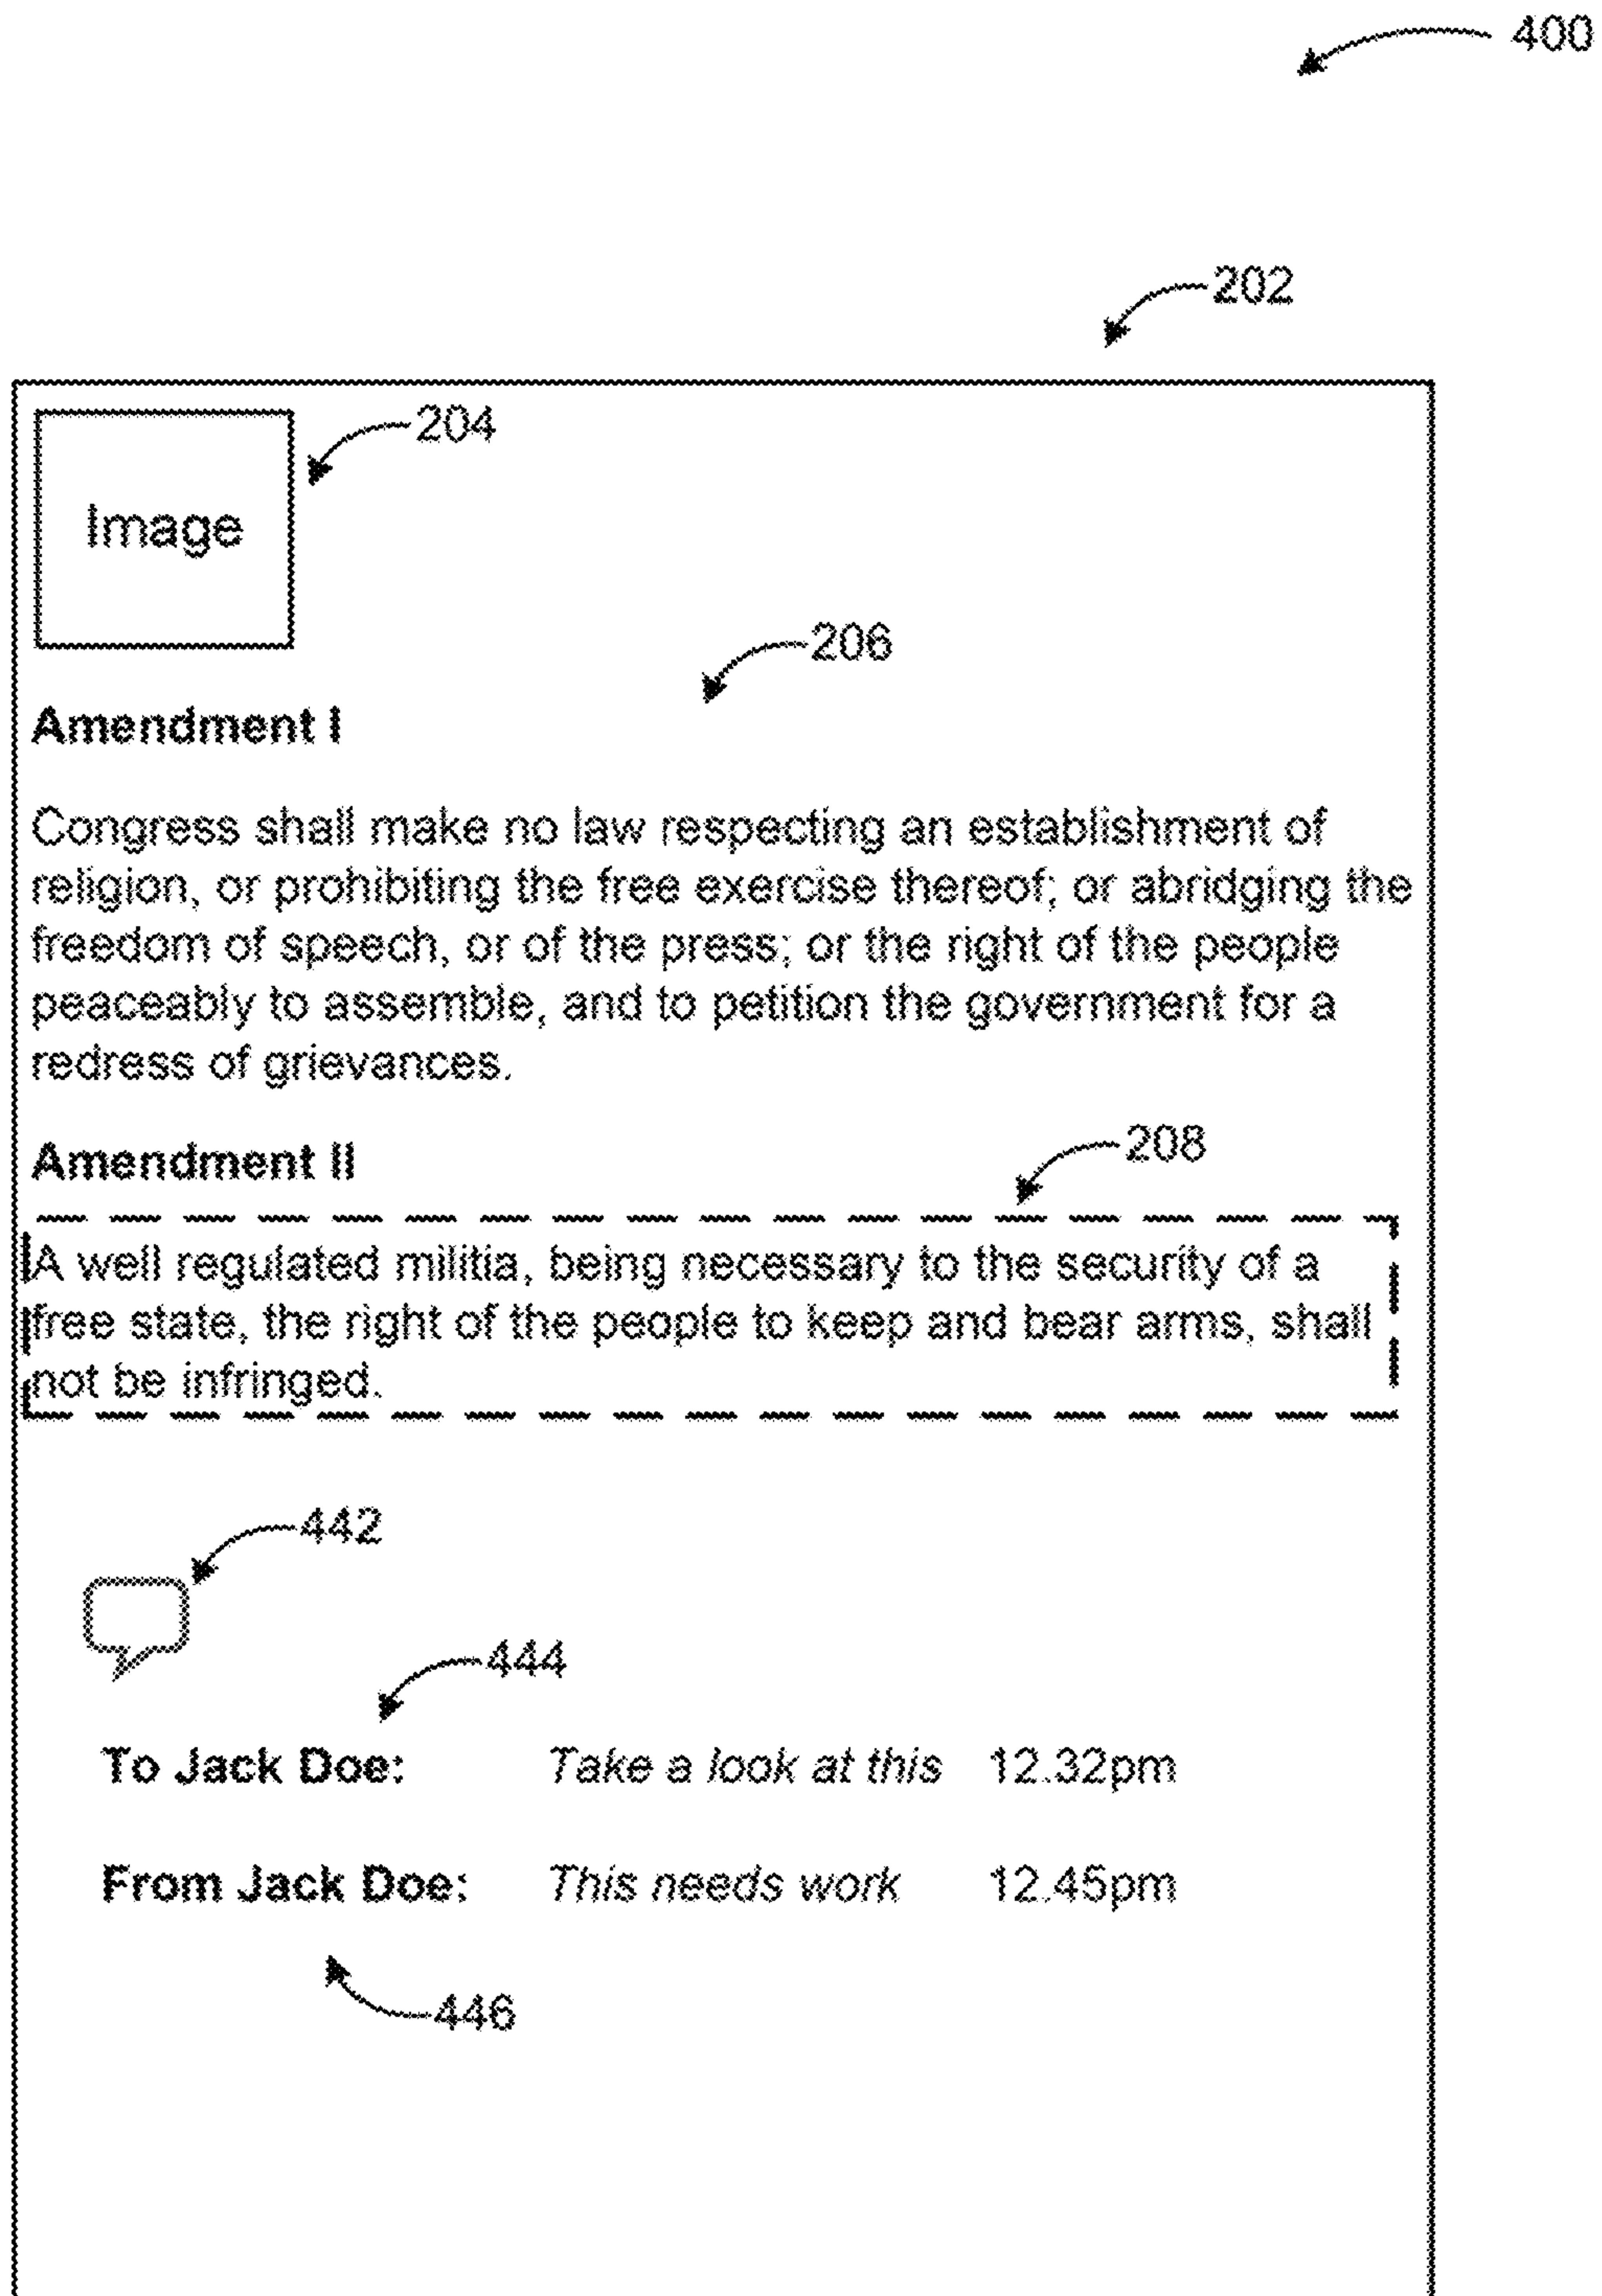 400
202
204
Image
206
Amendment I
Congress shall make no law respecting an establishment of
religion, or prohibiting the free exercise thereof; or abridging the
freedom of speech, or of the press; or the right of the people
peaceably to assemble, and to petition the government for a
redress of grievances.
208
Amendment II
A well regulated militia, being necessary to the security of a
free state, the right of the people to keep and bear arms, shall
not be infringed.
442
444
To Jack Doe: Take a look at this 12.32pm
From Jack Doe: This needs work 12.45pm
446